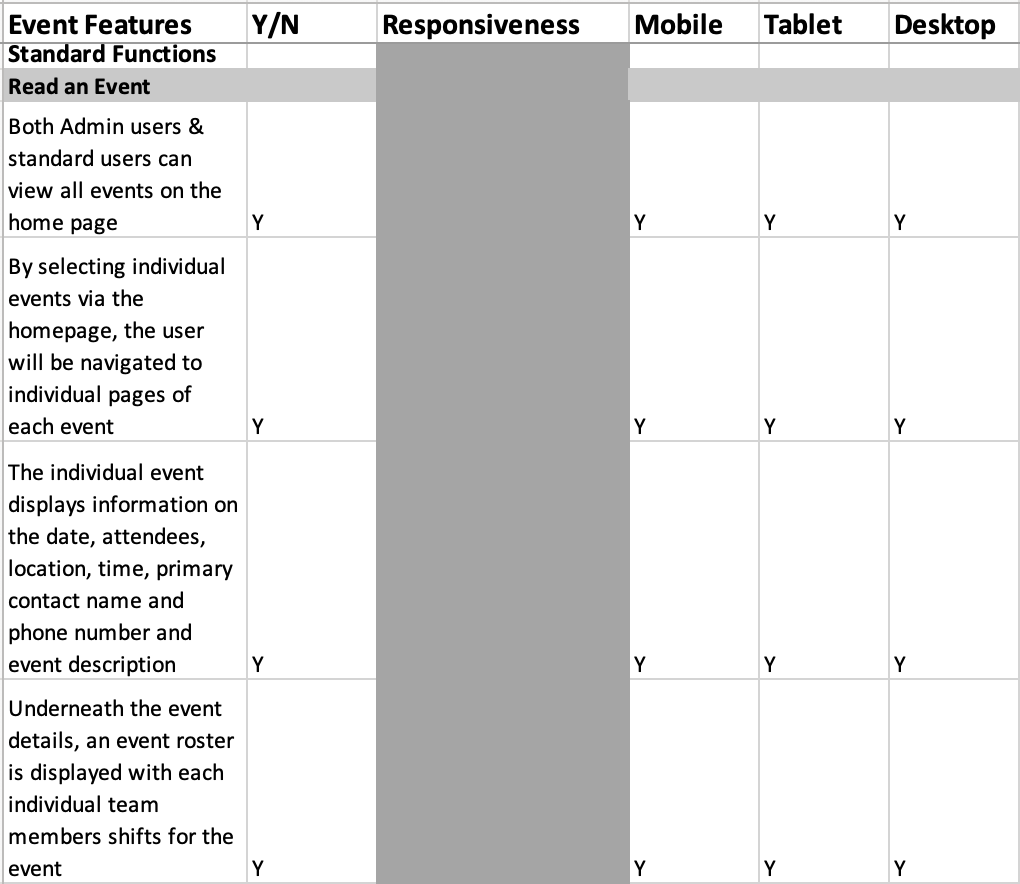 Event Features Y/N Responsiveness Mobile Tablet Desktop
Standard Functions
Read an Event
Both Admin users &
standard users can
view all events on the
home page Y Y Y Y
By selecting individual
events via the
homepage, the user
will be navigated to
individual pages of
each event Y Y Y Y
The individual event
displays information on
the date, attendees,
location, time, primary
contact name and
phone number and
event description Y Y Y Y
Underneath the event
details, an event roster
is displayed with each
individual team
members shifts for the
event Y Y Y Y